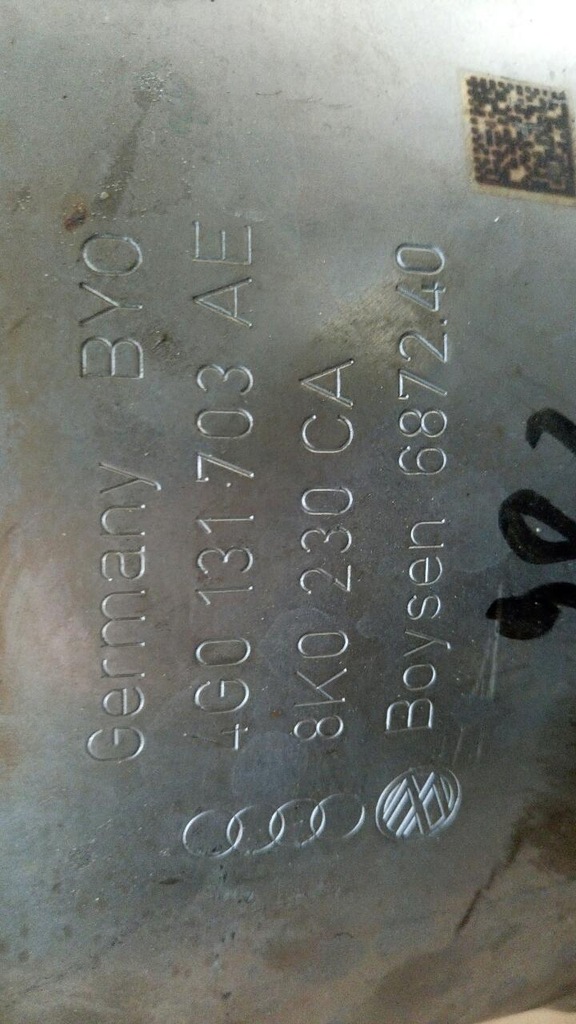 Germany BYO
4G0 131 703 AE
8K0 230 CA
Boysen 6872.40